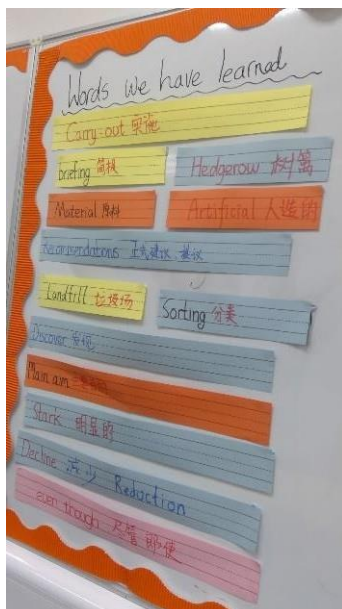 Words we have learned
Carry-out 实施
briefing 简报
Hedgerow 树篱
Material 原料
Artificial 人造的
Recommendations 正式建议, 提议
Landfill 垃圾场
Sorting 分类
Discover 发现
Main aim
Stark 明显的
Decline 减少 Reduction
even though 尽管 即使